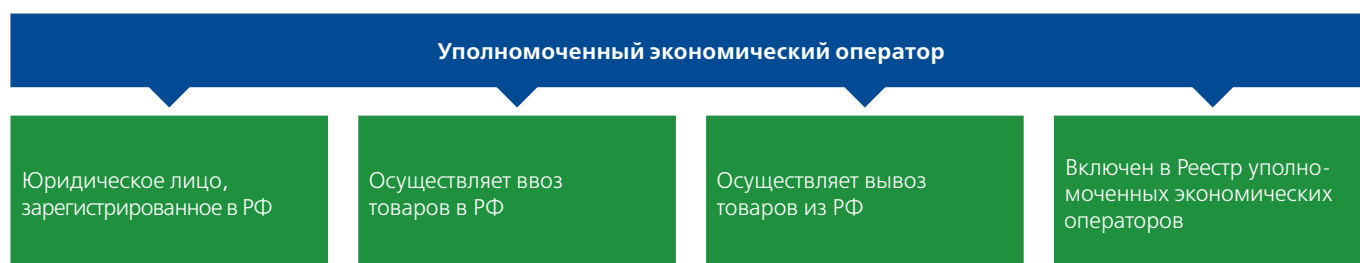 Уполномоченный экономический оператор
Юридическое лицо,
зарегистрированное в РФ
Осуществляет ввоз
товаров в РФ
Осуществляет вывоз
товаров из РФ
Включен в Реестр уполно-
моченных экономических
операторов